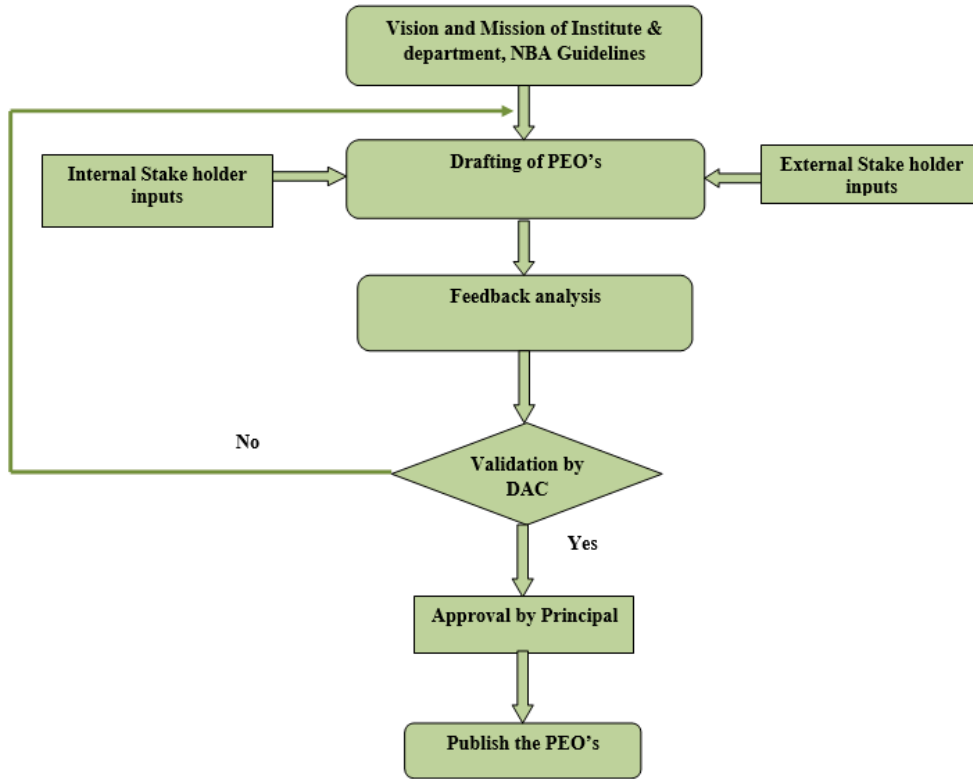 Vision and Mission of Institute &
department, NBA Guidelines
Drafting of PEO’s
Internal Stake holder
inputs
External Stake holder
inputs
Feedback analysis
No
Validation by
DAC
Yes
Approval by Principal
Publish the PEO’s